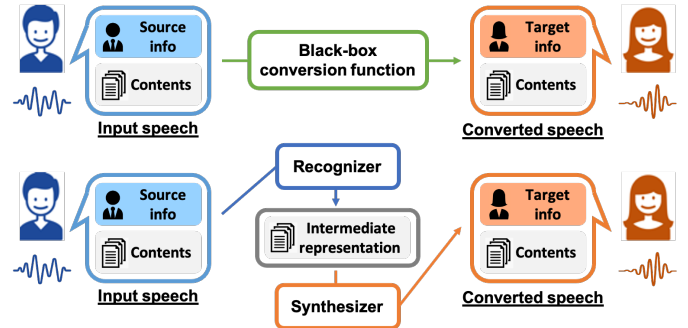 Source
info
Contents
Input speech
Black-box
conversion function
Target
info
Contents
Converted speech
Source
info
Contents
Input speech
Recognizer
Intermediate
representation
Synthesizer
Target
info
Contents
Converted speech